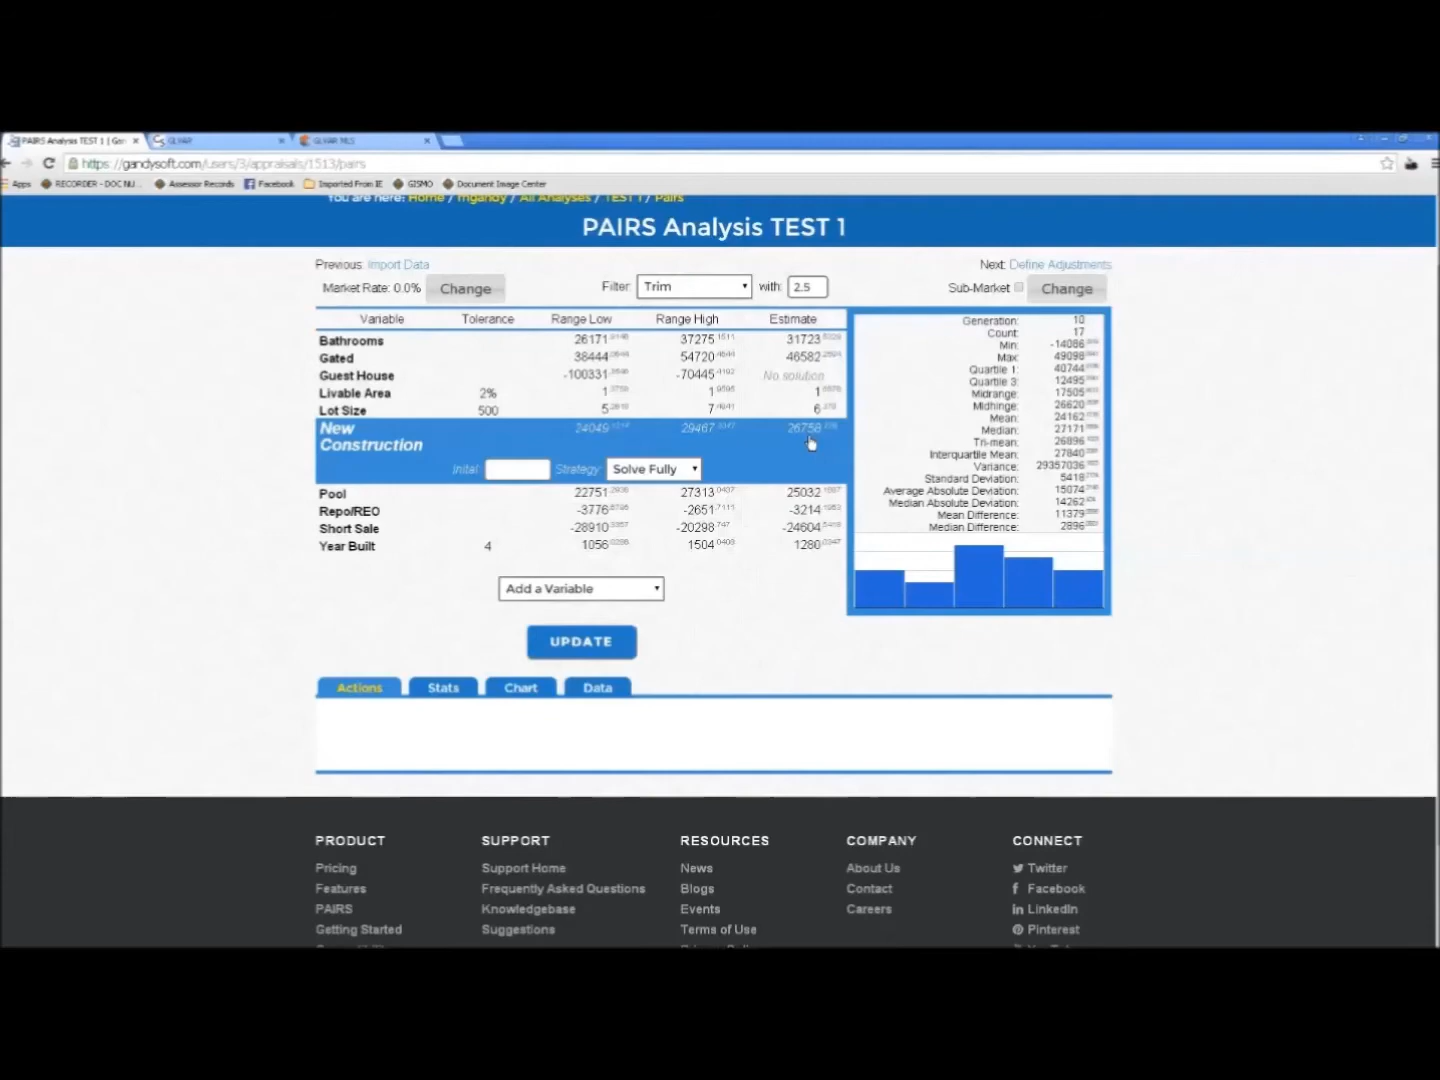 PAIRS Analysis TEST 1 | Gan
GLVAR
GLVAR MLS
https://gandysoft.com/users/3/appraisals/1513/pairs
Apps
RECORDER - DOC NU...
Assessor Records
Facebook
Imported From IE
GISMO
Document Image Center
You are here: Home / mgandy / All Analyses / TEST 1 / Pairs
PAIRS Analysis TEST 1
Previous: Import Data
Next: Define Adjustments
Market Rate: 0.0% Change
Filter: Trim with: 2.5
Sub-Market Change
Variable Tolerance Range Low Range High Estimate
Bathrooms 26171 37275 31723
Gated 38444 54720 46582
Guest House -100331 -70445 No solution
Livable Area 2% 1 1 1
Lot Size 500 5 7 6
New Construction 24049 29467 26758
Initial: Strategy: Solve Fully
Pool 22751 27313 25032
Repo/REO -3776 -2651 -3214
Short Sale -28910 -20298 -24604
Year Built 4 1056 1504 1280
Add a Variable
UPDATE
Generation: 10
Count: 17
Min: -14086
Max: 49098
Quartile 1: 40744
Quartile 3: 12495
Midrange: 17505
Midhinge: 26620
Mean: 24162
Median: 27171
Tri-mean: 26896
Interquartile Mean: 27840
Variance: 29357036
Standard Deviation: 5418
Average Absolute Deviation: 15074
Median Absolute Deviation: 14262
Mean Difference: 11379
Median Difference: 2896
Actions Stats Chart Data
PRODUCT
Pricing
Features
PAIRS
Getting Started
SUPPORT
Support Home
Frequently Asked Questions
Knowledgebase
Suggestions
RESOURCES
News
Blogs
Events
Terms of Use
COMPANY
About Us
Contact
Careers
CONNECT
Twitter
Facebook
LinkedIn
Pinterest